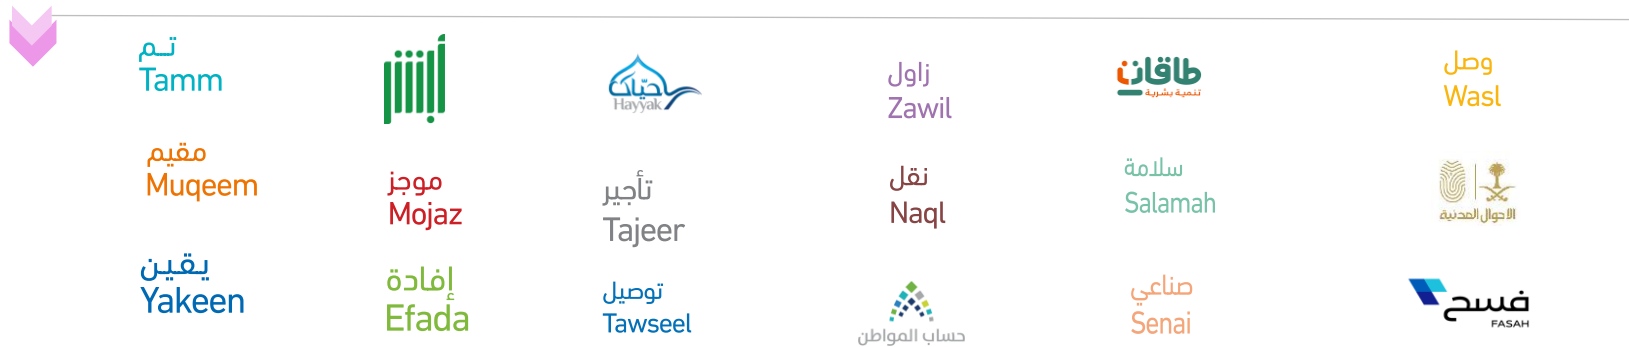 تم
Tamm
أبشر
حياك
Hayyak
زاول
Zawil
طاقات
تنمية بشرية
وصل
Wasl
مقيم
Muqeem
موجز
Mojaz
تأجير
Tajeer
نقل
Naql
سلامة
Salamah
الأحوال المدنية
يقين
Yakeen
إفادة
Efada
توصيل
Tawseel
حساب المواطن
صناعي
Senai
فسح
FASAH